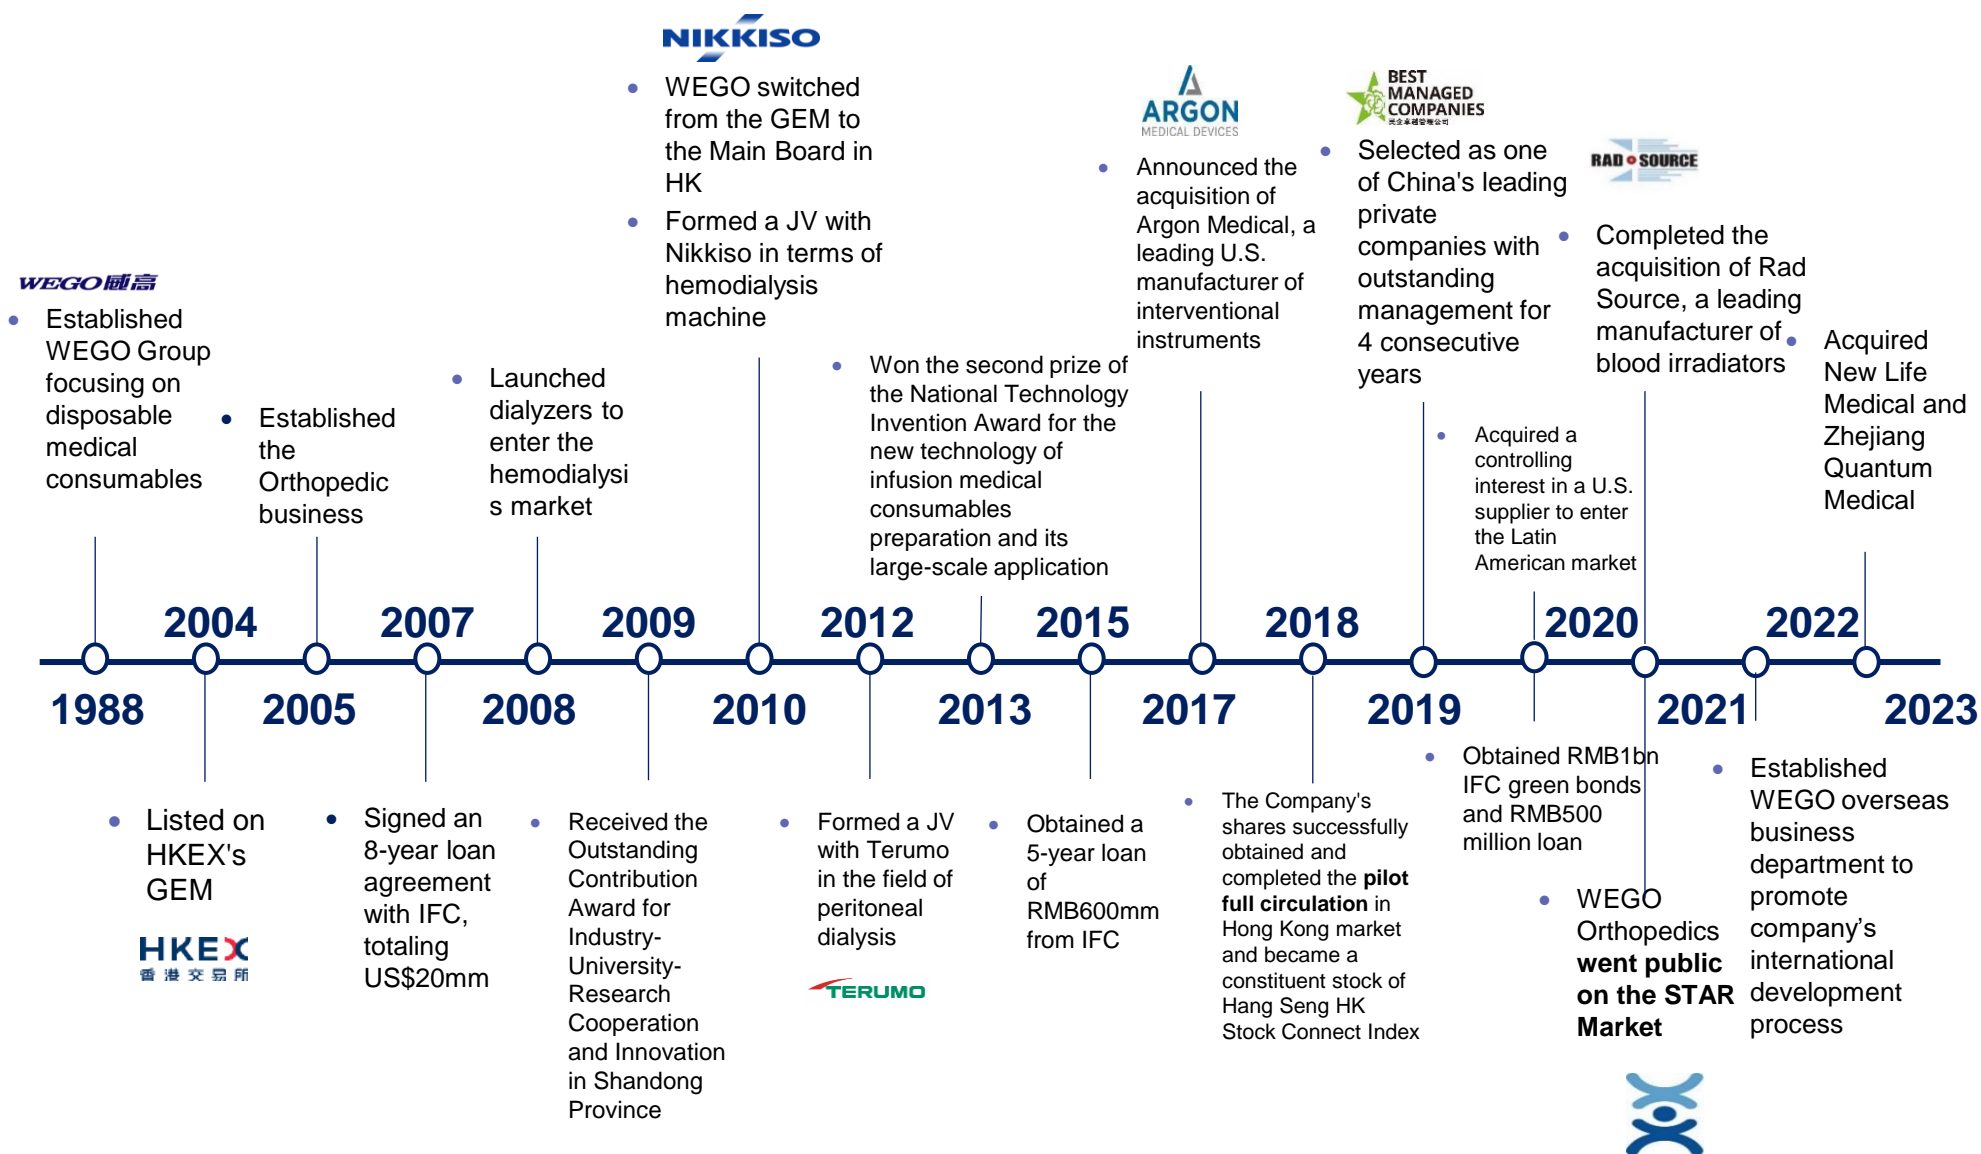 NIKKISO
WEGO switched
from the GEM to
the Main Board in
HK
Formed a JV with
Nikkiso in terms of
hemodialysis
machine
ARGON
MEDICAL DEVICES
Announced the
acquisition of
Argon Medical, a
leading U.S.
manufacturer of
interventional
instruments
BEST
MANAGED
COMPANIES
Selected as one
of China's leading
private
companies with
outstanding
management for
4 consecutive
years
RAD SOURCE
Completed the
acquisition of Rad
Source, a leading
manufacturer of
blood irradiators
WEGO威高
Established
WEGO Group
focusing on
disposable
medical
consumables
Established
the
Orthopedic
business
Launched
dialyzers to
enter the
hemodialysi
s market
Won the second prize of
the National Technology
Invention Award for the
new technology of
infusion medical
consumables
preparation and its
large-scale application
Acquired a
controlling
interest in a U.S.
supplier to enter
the Latin
American market
Acquired
New Life
Medical and
Zhejiang
Quantum
Medical
2004
2007
2009
2012
2015
2018
2020
2022
1988
2005
2008
2010
2013
2017
2019
2021
2023
Listed on
HKEX's
GEM
HKEX
香港交易所
Signed an
8-year loan
agreement
with IFC,
totaling
US$20mm
Received the
Outstanding
Contribution
Award for
Industry-
University-
Research
Cooperation
and Innovation
in Shandong
Province
Formed a JV
with Terumo
in the field of
peritoneal
dialysis
TERUMO
Obtained a
5-year loan
of
RMB600mm
from IFC
The Company's
shares successfully
obtained and
completed the pilot
full circulation in
Hong Kong market
and became a
constituent stock of
Hang Seng HK
Stock Connect Index
Obtained RMB1bn
IFC green bonds
and RMB500
million loan
WEGO
Orthopedics
went public
on the STAR
Market
Established
WEGO overseas
business
department to
promote
company’s
international
development
process